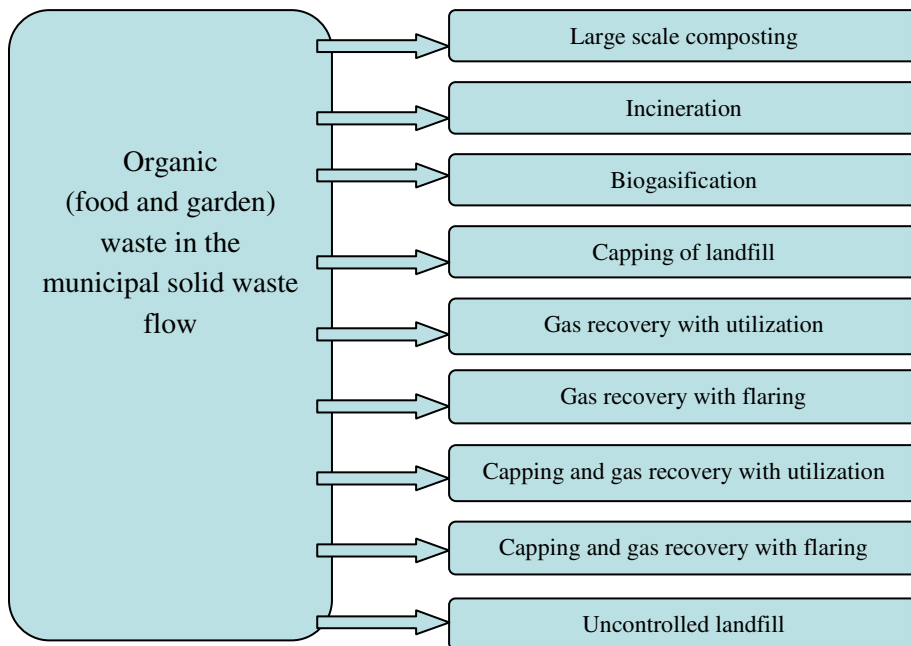 Organic
(food and garden)
waste in the
municipal solid waste
flow
Large scale composting
Incineration
Biogasification
Capping of landfill
Gas recovery with utilization
Gas recovery with flaring
Capping and gas recovery with utilization
Capping and gas recovery with flaring
Uncontrolled landfill